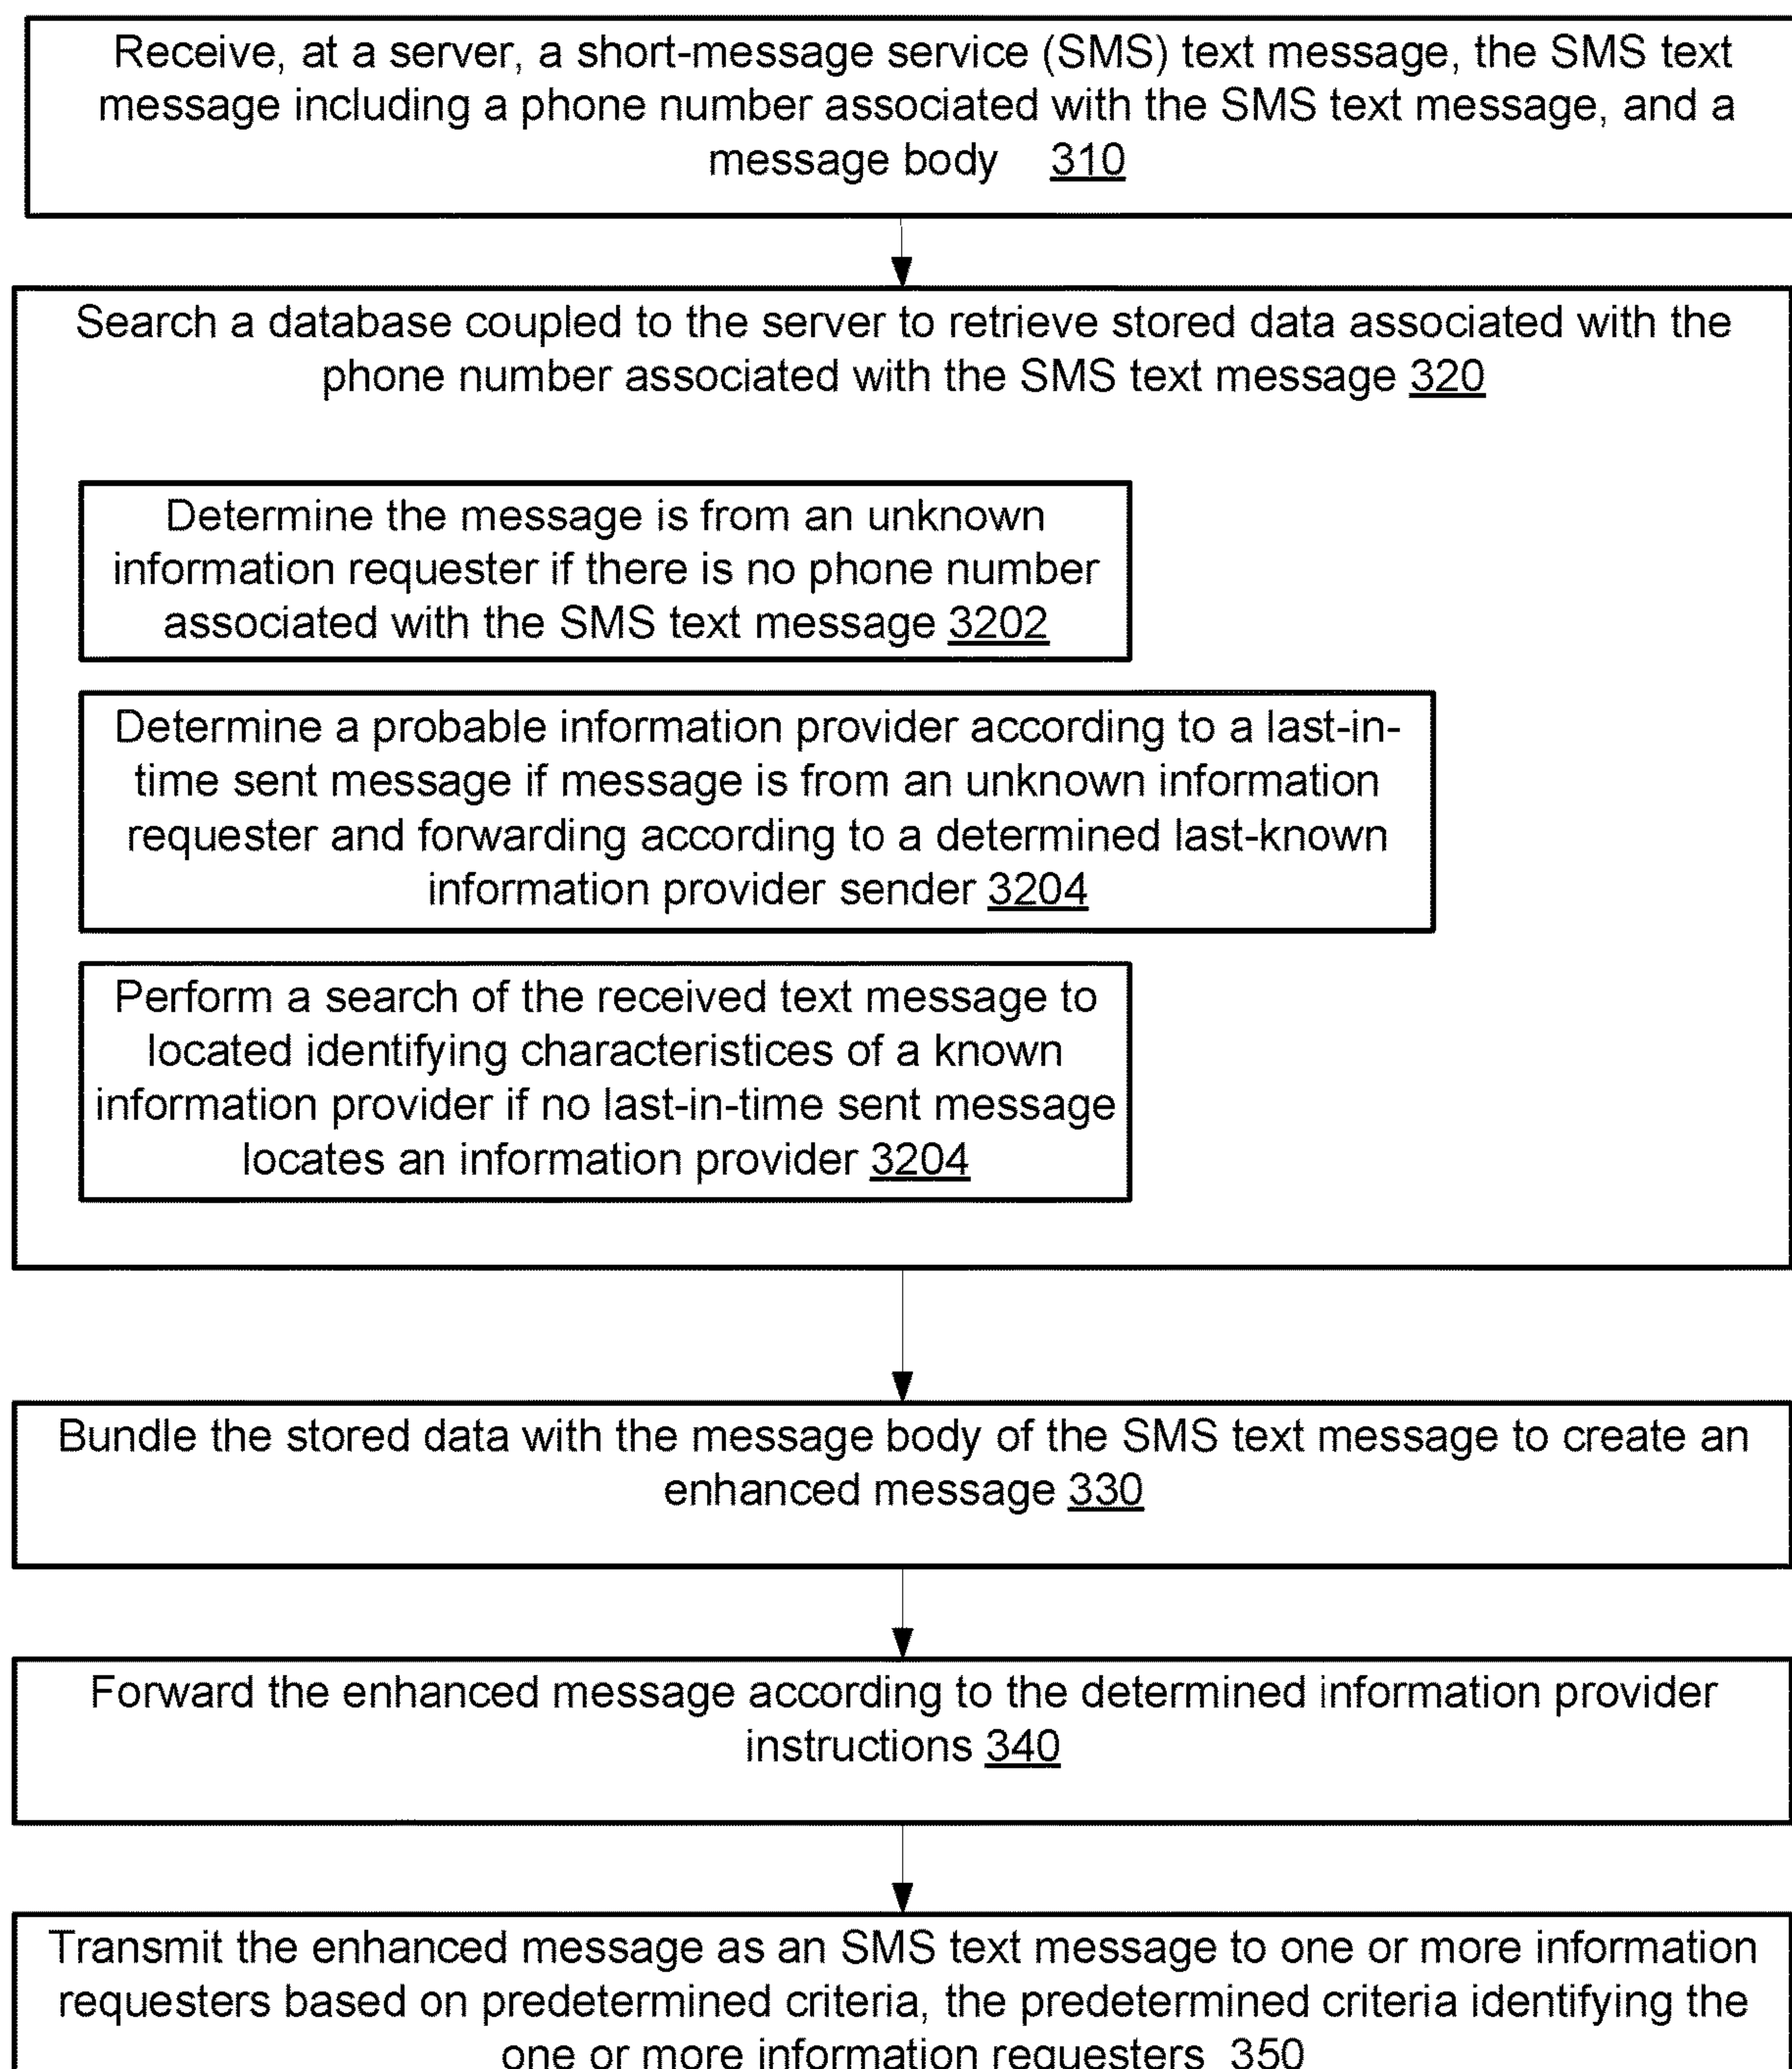 Receive, at a server, a short-message service (SMS) text message, the SMS text
message including a phone number associated with the SMS text message, and a
message body 310
Search a database coupled to the server to retrieve stored data associated with the
phone number associated with the SMS text message 320
Determine the message is from an unknown
information requester if there is no phone number
associated with the SMS text message 3202
Determine a probable information provider according to a last-in-
time sent message if message is from an unknown information
requester and forwarding according to a determined last-known
information provider sender 3204
Perform a search of the received text message to
located identifying characteristices of a known
information provider if no last-in-time sent message
locates an information provider 3204
Bundle the stored data with the message body of the SMS text message to create an
enhanced message 330
Forward the enhanced message according to the determined information provider
instructions 340
Transmit the enhanced message as an SMS text message to one or more information
requesters based on predetermined criteria, the predetermined criteria identifying the
one or more information requesters 350